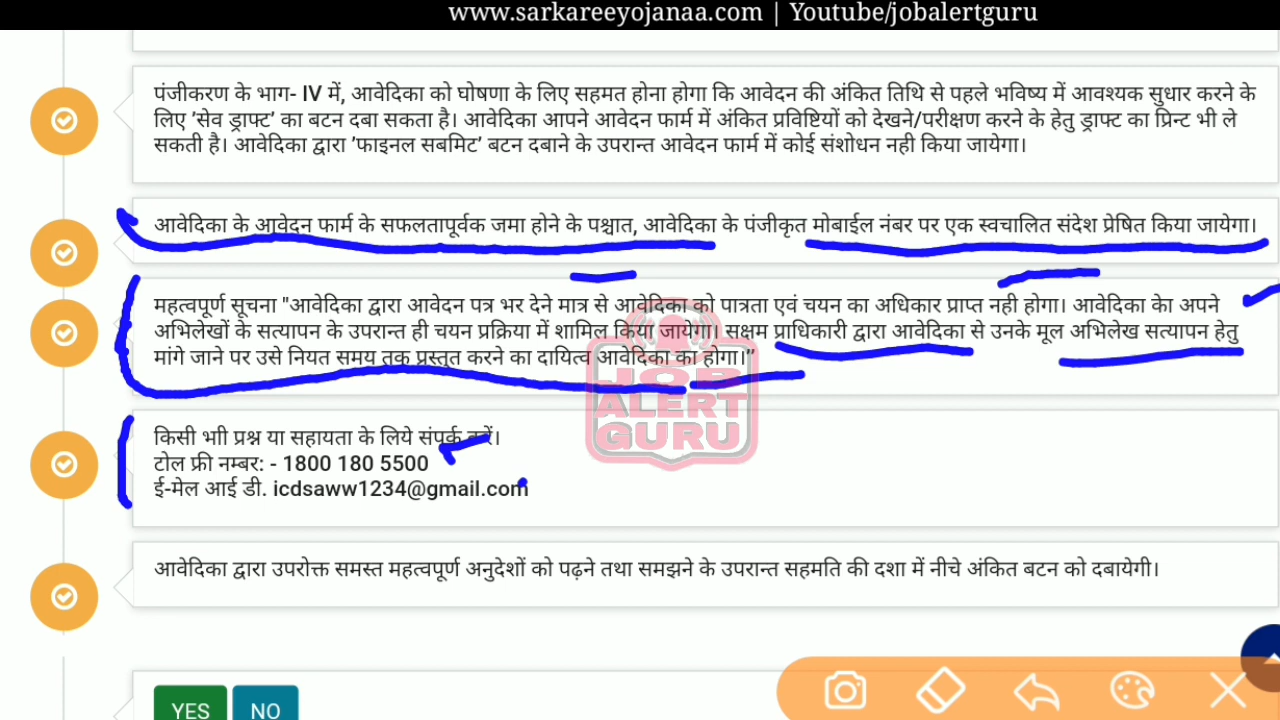 www.sarkareeyojanaa.com | Youtube/jobalertguru
पंजीकरण के भाग- IV में, आवेदिका को घोषणा के लिए सहमत होना होगा कि आवेदन की अंकित तिथि से पहले भविष्य में आवश्यक सुधार करने के
लिए 'सेव ड्राफ्ट' का बटन दबा सकता है। आवेदिका आपने आवेदन फार्म में अंकित प्रविष्टियों को देखने/परीक्षण करने के हेतु ड्राफ्ट का प्रिन्ट भी ले
सकती है। आवेदिका द्वारा 'फाइनल सबमिट' बटन दबाने के उपरान्त आवेदन फार्म में कोई संशोधन नही किया जायेगा।
आवेदिका के आवेदन फार्म के सफलतापूर्वक जमा होने के पश्चात, आवेदिका के पंजीकृत मोबाईल नंबर पर एक स्वचालित संदेश प्रेषित किया जायेगा।
महत्वपूर्ण सूचना "आवेदिका द्वारा आवेदन पत्र भर देने मात्र से आवेदिका को पात्रता एवं चयन का अधिकार प्राप्त नही होगा। आवेदिका केा अपने
अभिलेखों के सत्यापन के उपरान्त ही चयन प्रक्रिया में शामिल किया जायेगा। सक्षम प्राधिकारी द्वारा आवेदिका से उनके मूल अभिलेख सत्यापन हेतु
मांगे जाने पर उसे नियत समय तक प्रस्तुत करने का दायित्व आवेदिका का होगा।''
JOB
ALERT
GURU
किसी भाी प्रश्न या सहायता के लिये संपर्क करें।
टोल फ्री नम्बर: - 1800 180 5500
ई-मेल आई डी. icdsaww1234@gmail.com
आवेदिका द्वारा उपरोक्त समस्त महत्वपूर्ण अनुदेशों को पढ़ने तथा समझने के उपरान्त सहमति की दशा में नीचे अंकित बटन को दबायेगी।
YES NO